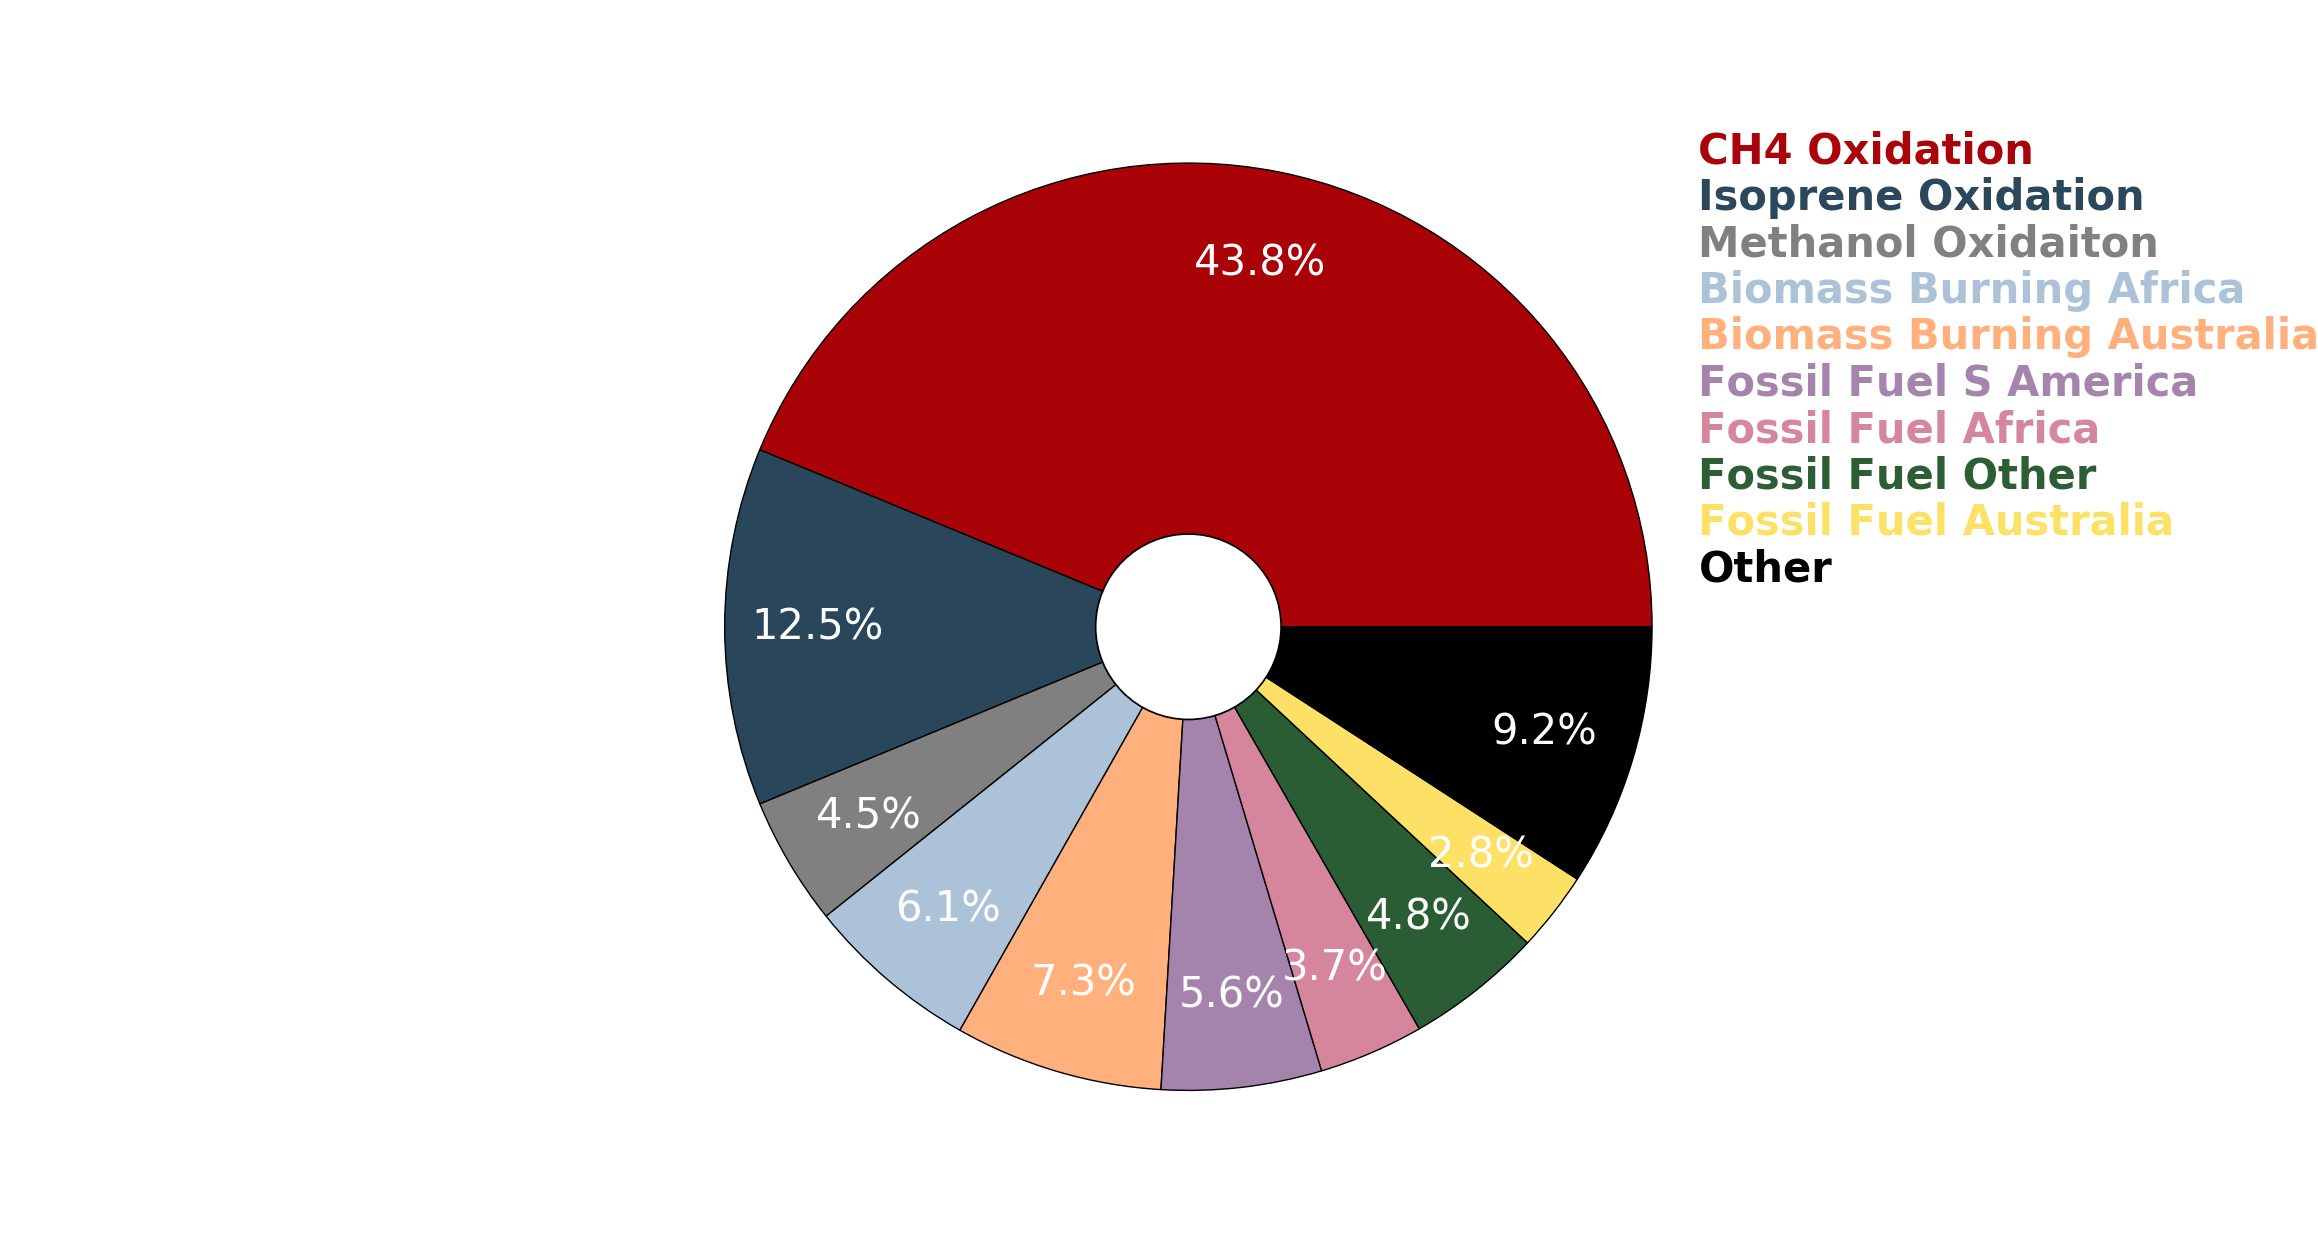 CH4 Oxidation
Isoprene Oxidation
Methanol Oxidaiton
Biomass Burning Africa
Biomass Burning Australia
Fossil Fuel S America
Fossil Fuel Africa
Fossil Fuel Other
Fossil Fuel Australia
Other
43.8%
12.5%
4.5%
6.1%
7.3%
5.6%
3.7%
4.8%
2.8%
9.2%